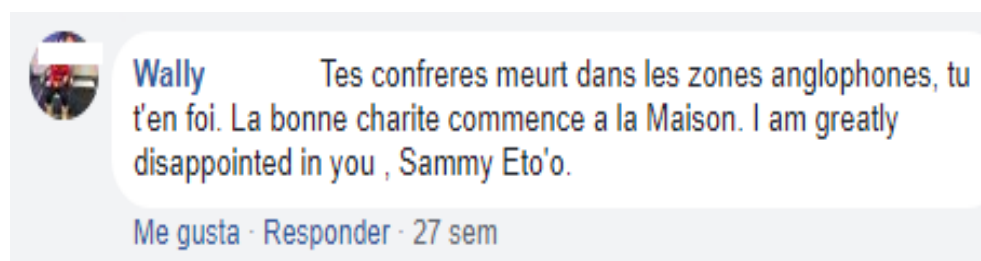 Wally Tes confreres meurt dans les zones anglophones, tu
t'en foi. La bonne charite commence a la Maison. I am greatly
disappointed in you , Sammy Eto'o.
Me gusta · Responder · 27 sem